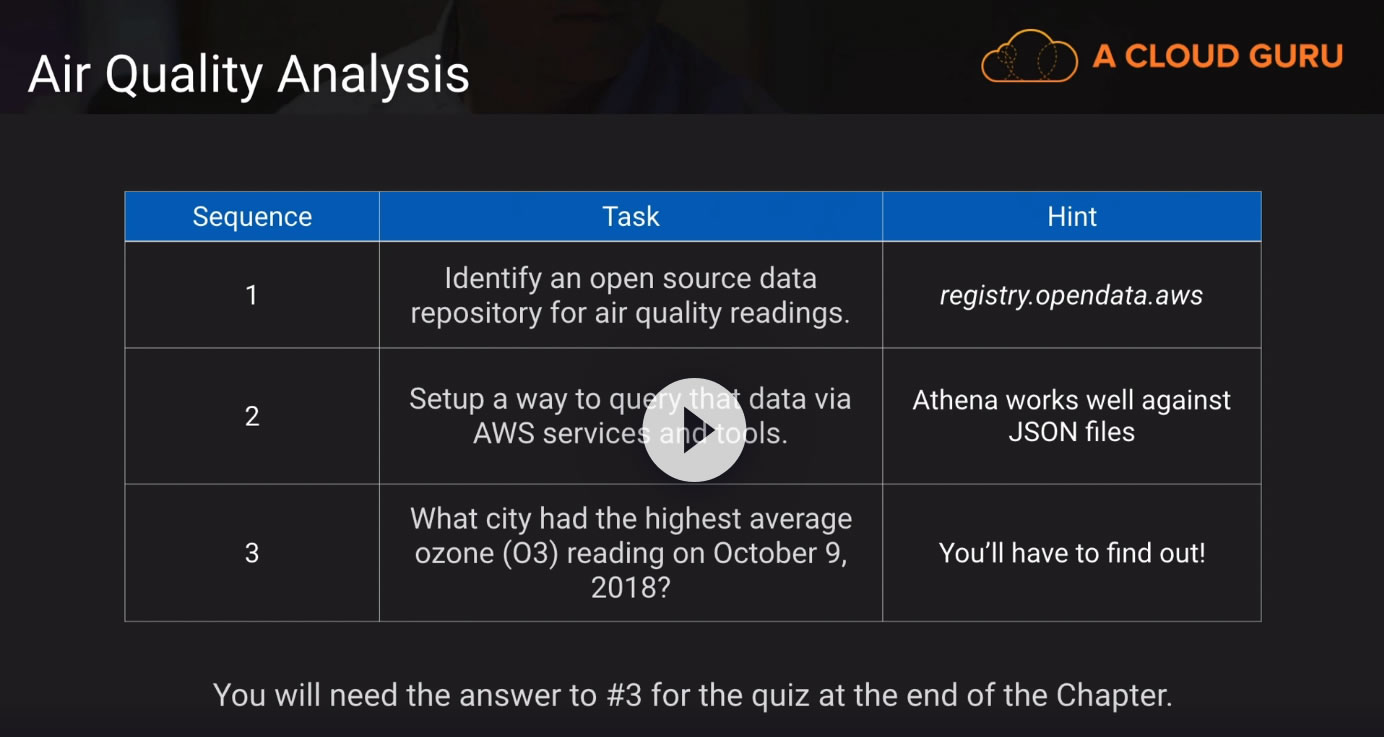 Air Quality Analysis
A CLOUD GURU
Sequence
Task
Hint
1
Identify an open source data
repository for air quality readings.
registry.opendata.aws
2
Setup a way to query that data via
AWS services and tools.
Athena works well against
JSON files
3
What city had the highest average
ozone (O3) reading on October 9,
2018?
You’ll have to find out!
You will need the answer to #3 for the quiz at the end of the Chapter.